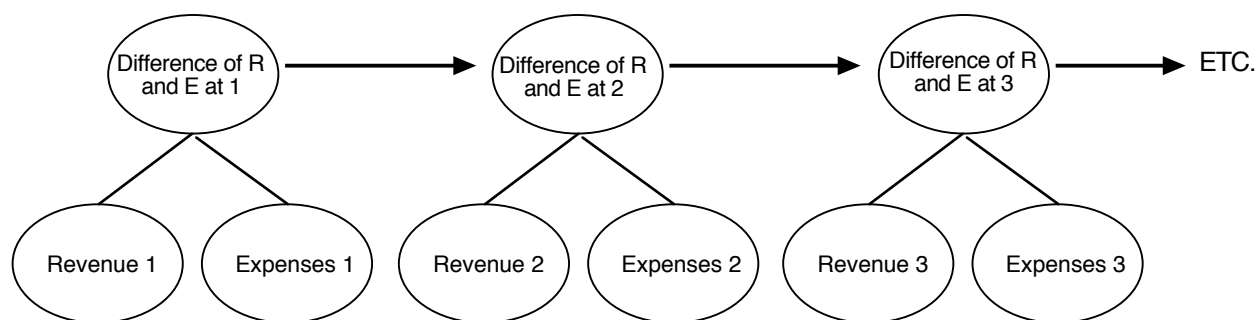 Difference of R
and E at 1
Difference of R
and E at 2
Difference of R
and E at 3
ETC.
Revenue 1
Expenses 1
Revenue 2
Expenses 2
Revenue 3
Expenses 3